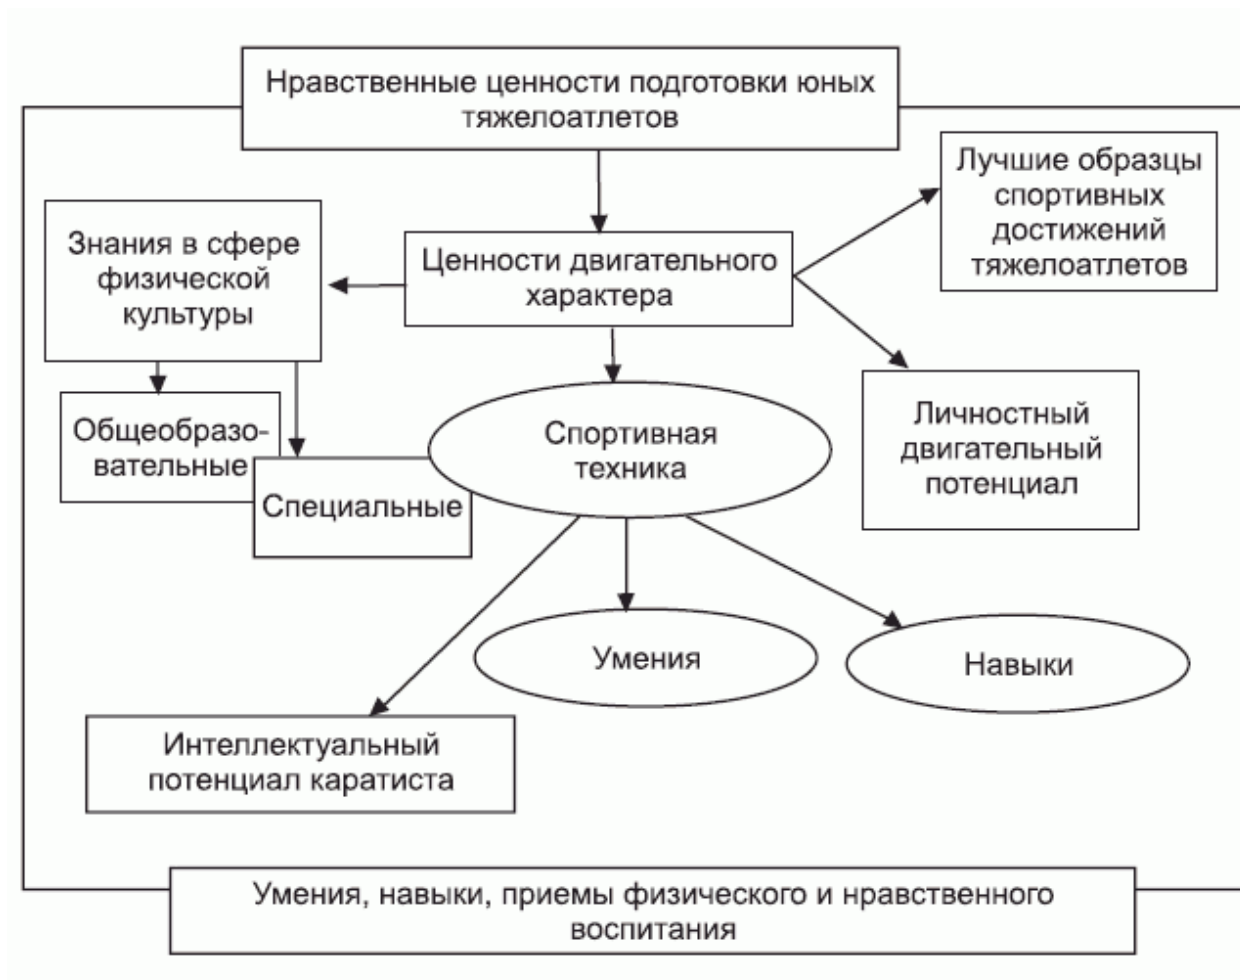 Нравственные ценности подготовки юных
тяжелоатлетов
Лучшие образцы
спортивных
достижений
тяжелоатлетов
Знания в сфере
физической
культуры
Ценности двигательного
характера
Общеобразо-
вательные
Специальные
Спортивная
техника
Личностный
двигательный
потенциал
Умения
Навыки
Интеллектуальный
потенциал каратиста
Умения, навыки, приемы физического и нравственного
воспитания